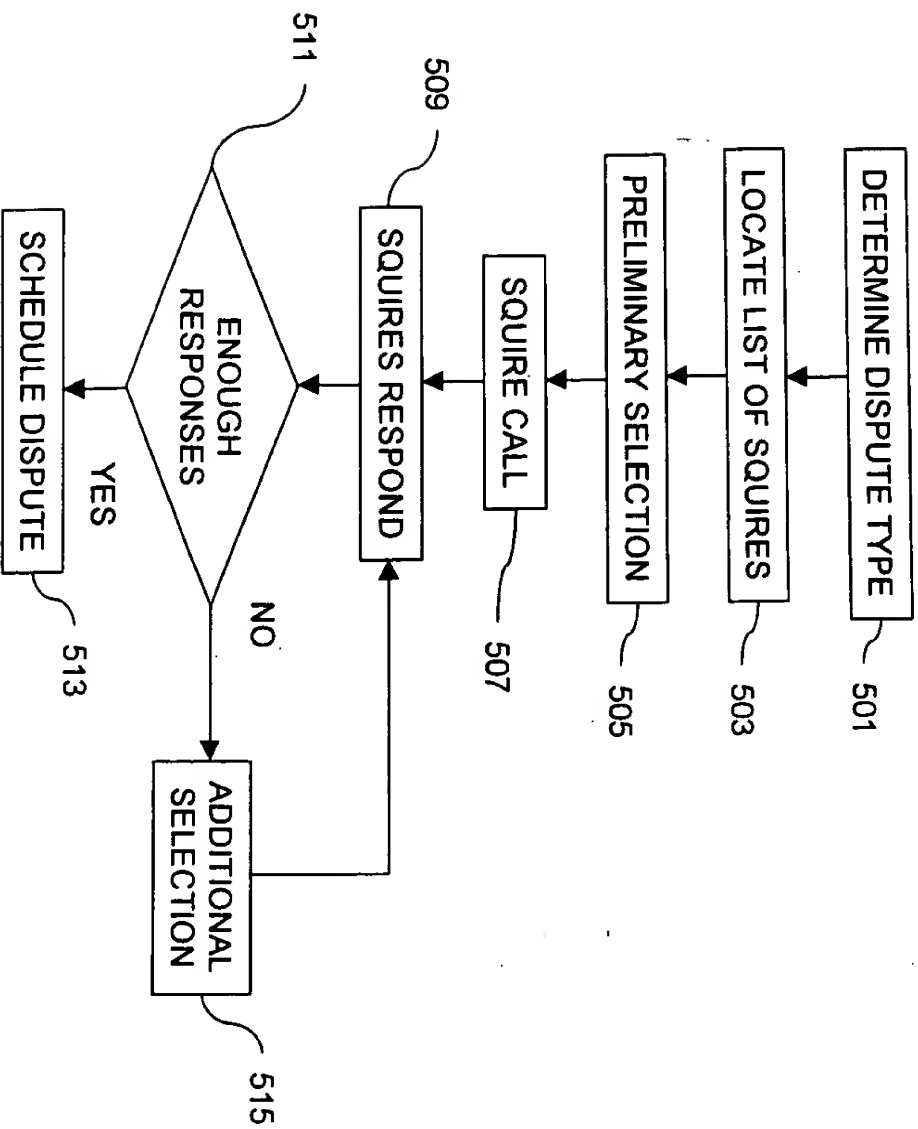 DETERMINE DISPUTE TYPE
501
LOCATE LIST OF SQUIRES
503
PRELIMINARY SELECTION
505
SQUIRE CALL
507
509
SQUIRES RESPOND
511
ENOUGH
RESPONSES
NO
ADDITIONAL
SELECTION
515
YES
SCHEDULE DISPUTE
513